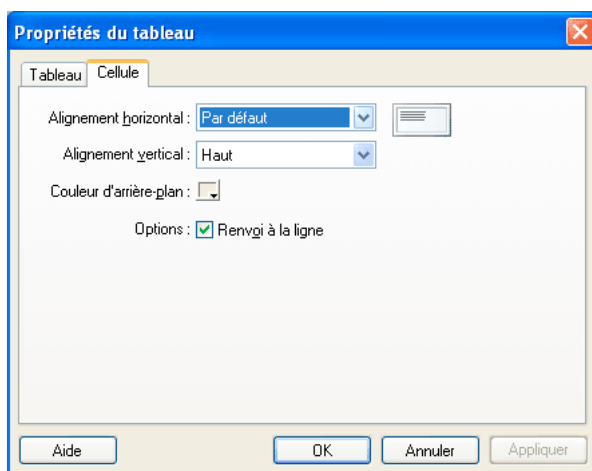 Propriétés du tableau
Tableau Cellule
Alignement horizontal : Par défaut
Alignement vertical : Haut
Couleur d'arrière-plan :
Options : Renvoi à la ligne
Aide OK Annuler Appliquer